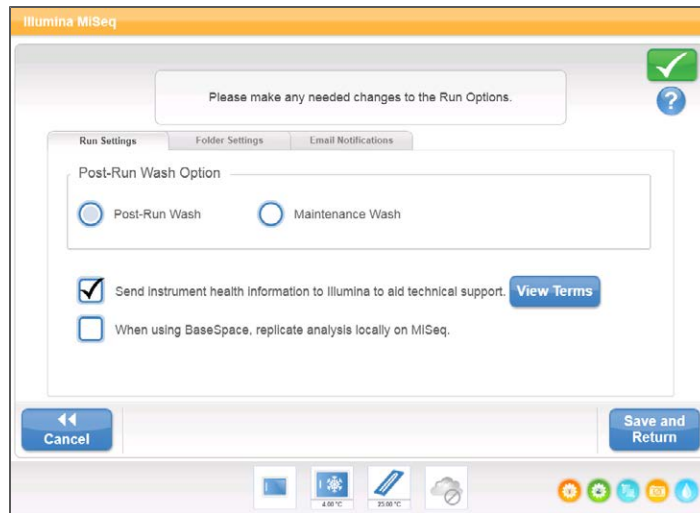 Illumina MiSeq
Please make any needed changes to the Run Options.
Run Settings
Folder Settings
Email Notifications
Post-Run Wash Option
Post-Run Wash
Maintenance Wash
Send instrument health information to Illumina to aid technical support.
View Terms
When using BaseSpace, replicate analysis locally on MiSeq.
Cancel
Save and
Return
4.00 °C
25.00 °C